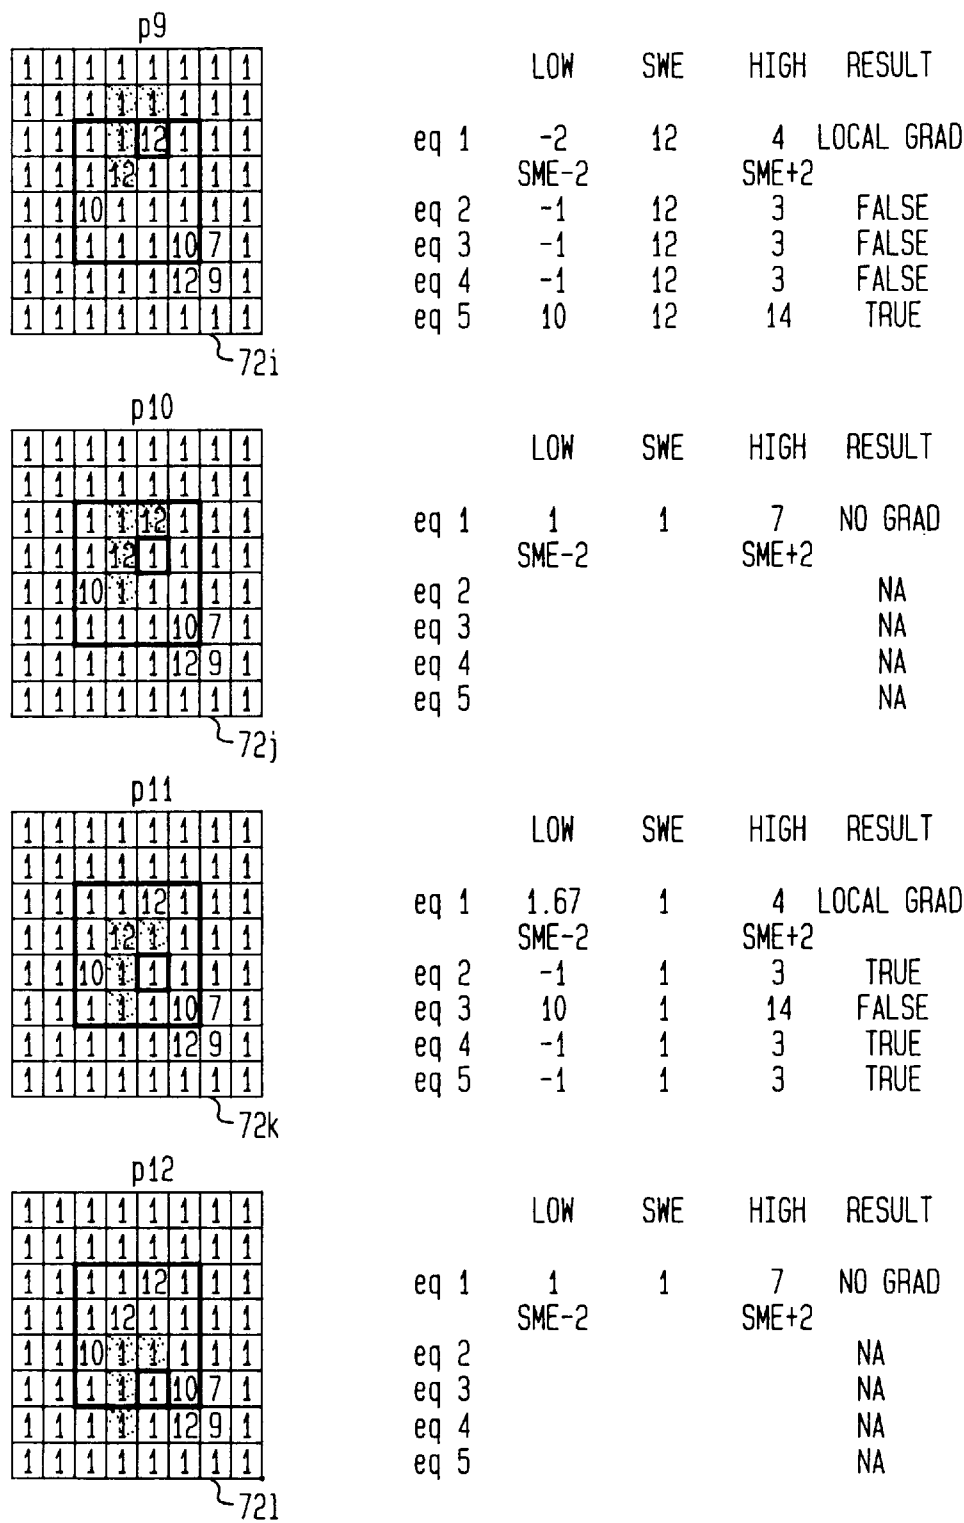 p9
1 1 1 1 1 1 1 1
1 1 1 1 1 1 1 1
1 1 1 1 12 1 1 1
1 1 1 12 1 1 1 1
1 1 10 1 1 1 1 1
1 1 1 1 1 10 7 1
1 1 1 1 1 12 9 1
1 1 1 1 1 1 1 1
72i
LOW SWE HIGH RESULT
eq 1 -2 12 4 LOCAL GRAD
SME-2 SME+2
eq 2 -1 12 3 FALSE
eq 3 -1 12 3 FALSE
eq 4 -1 12 3 FALSE
eq 5 10 12 14 TRUE
p10
1 1 1 1 1 1 1 1
1 1 1 1 1 1 1 1
1 1 1 1 12 1 1 1
1 1 1 12 1 1 1 1
1 1 10 1 1 1 1 1
1 1 1 1 1 10 7 1
1 1 1 1 1 12 9 1
1 1 1 1 1 1 1 1
72j
LOW SWE HIGH RESULT
eq 1 1 1 7 NO GRAD
SME-2 SME+2
eq 2 NA
eq 3 NA
eq 4 NA
eq 5 NA
p11
1 1 1 1 1 1 1 1
1 1 1 1 1 1 1 1
1 1 1 1 12 1 1 1
1 1 1 12 1 1 1 1
1 1 10 1 1 1 1 1
1 1 1 1 1 10 7 1
1 1 1 1 1 12 9 1
1 1 1 1 1 1 1 1
72k
LOW SWE HIGH RESULT
eq 1 1.67 1 4 LOCAL GRAD
SME-2 SME+2
eq 2 -1 1 3 TRUE
eq 3 10 1 14 FALSE
eq 4 -1 1 3 TRUE
eq 5 -1 1 3 TRUE
p12
1 1 1 1 1 1 1 1
1 1 1 1 1 1 1 1
1 1 1 1 12 1 1 1
1 1 1 12 1 1 1 1
1 1 10 1 1 1 1 1
1 1 1 1 1 10 7 1
1 1 1 1 1 12 9 1
1 1 1 1 1 1 1 1
72l
LOW SWE HIGH RESULT
eq 1 1 1 7 NO GRAD
SME-2 SME+2
eq 2 NA
eq 3 NA
eq 4 NA
eq 5 NA